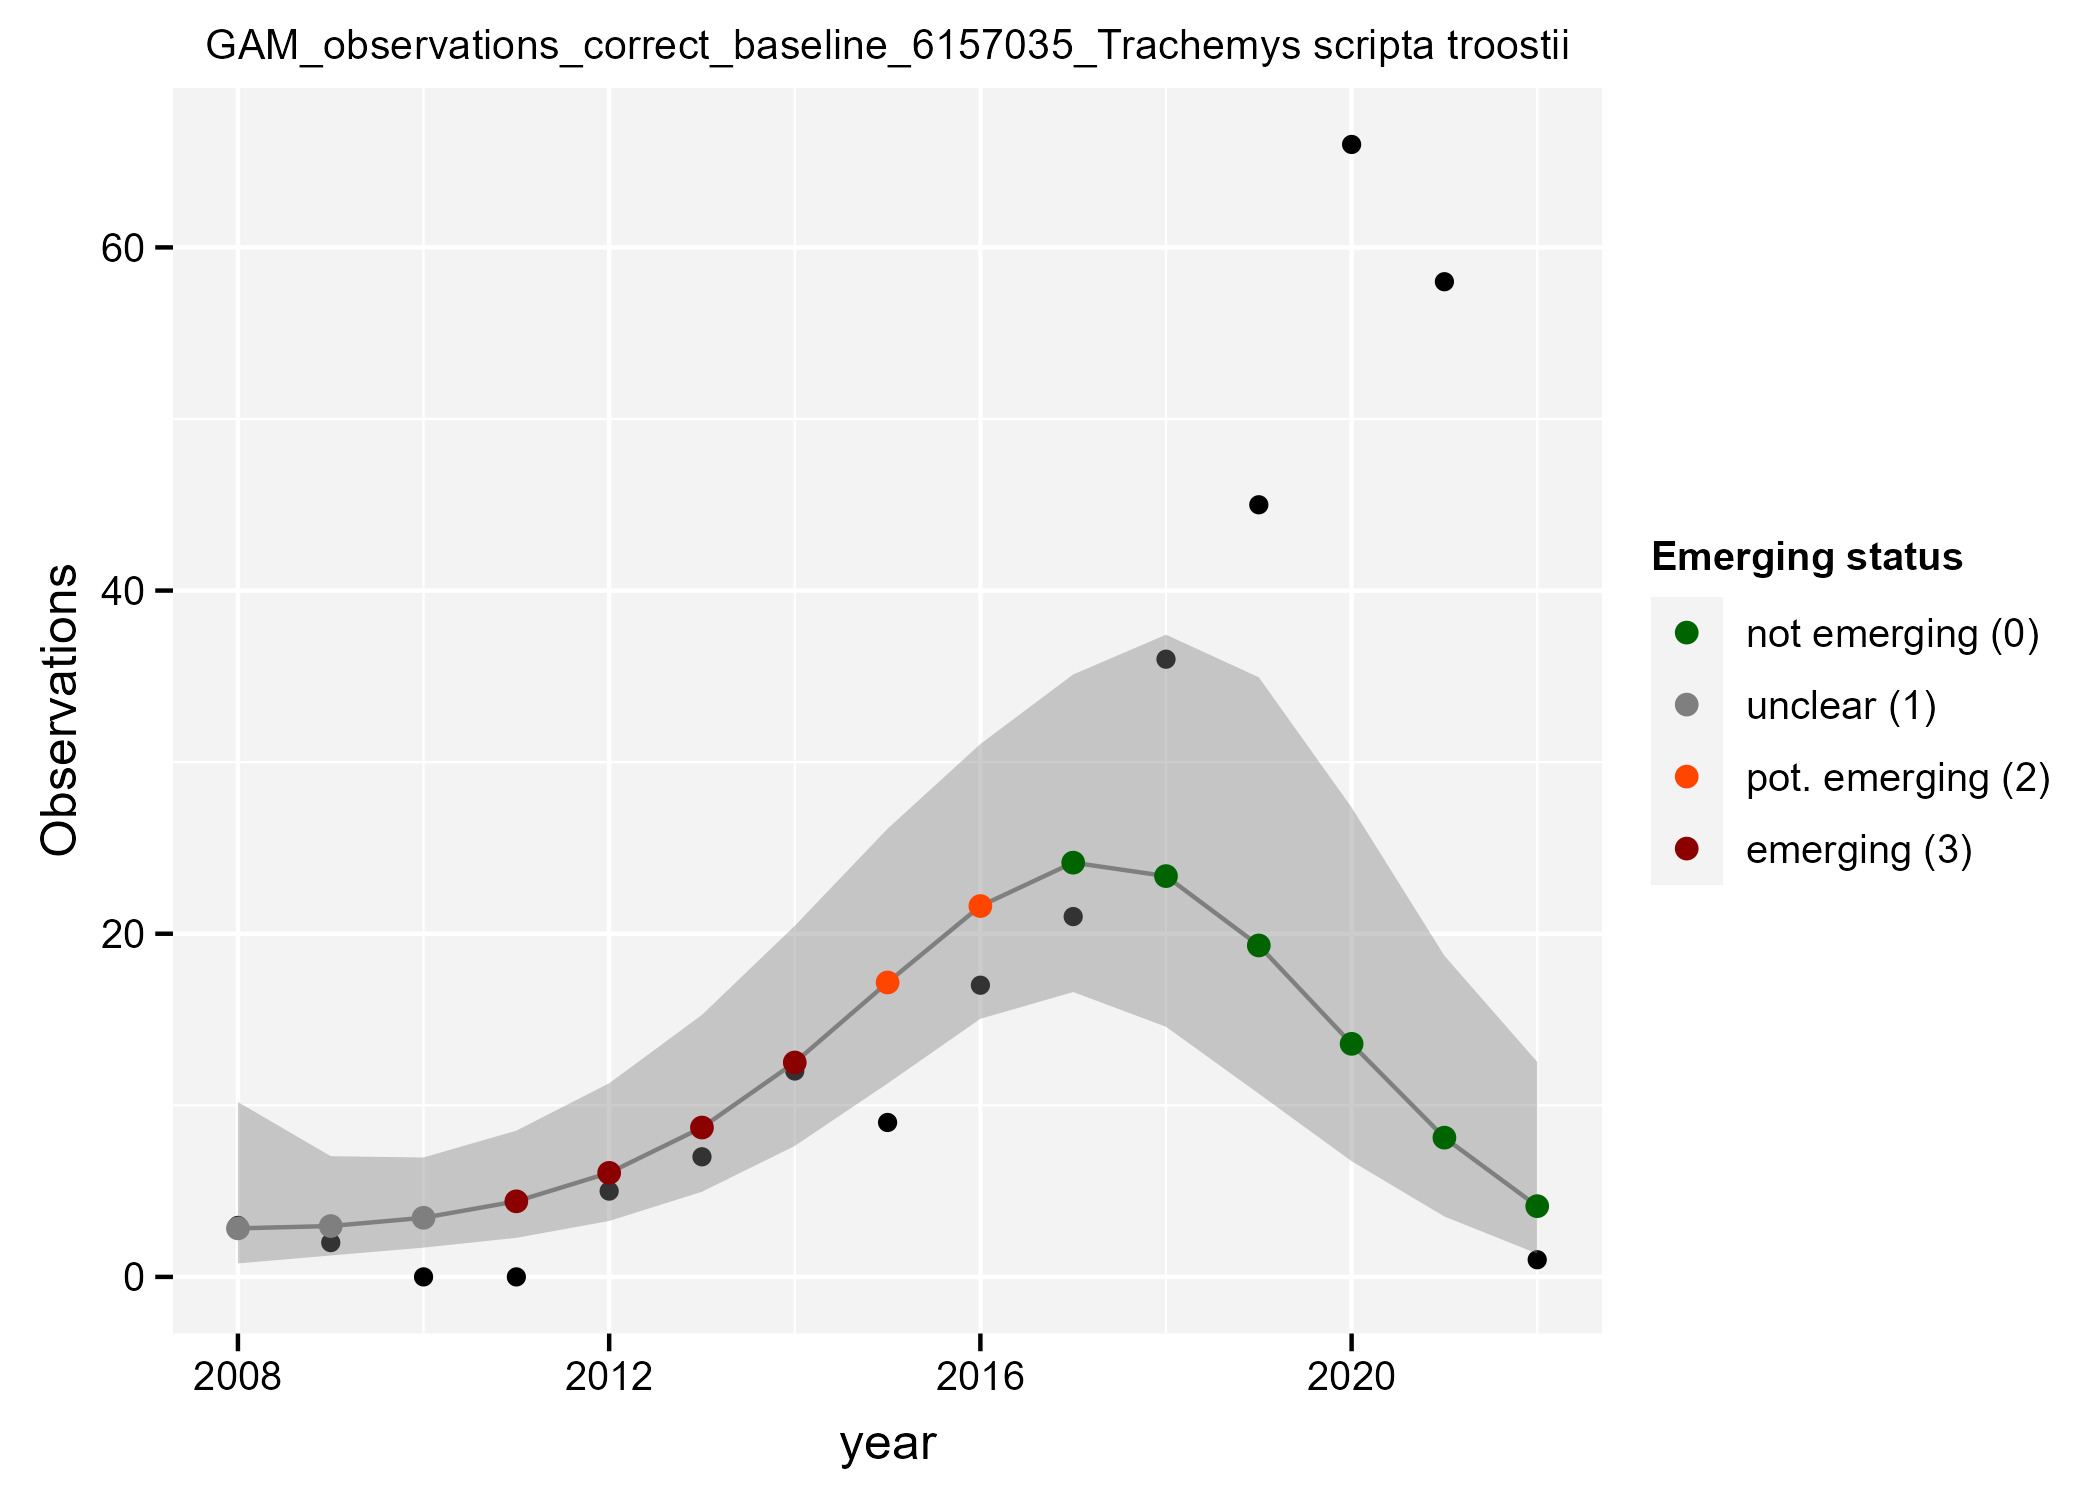 GAM_observations_correct_baseline_6157035_Trachemys scripta troostii
Observations
60
40
20
0
2008 2012 2016 2020
year
Emerging status
not emerging (0)
unclear (1)
pot. emerging (2)
emerging (3)